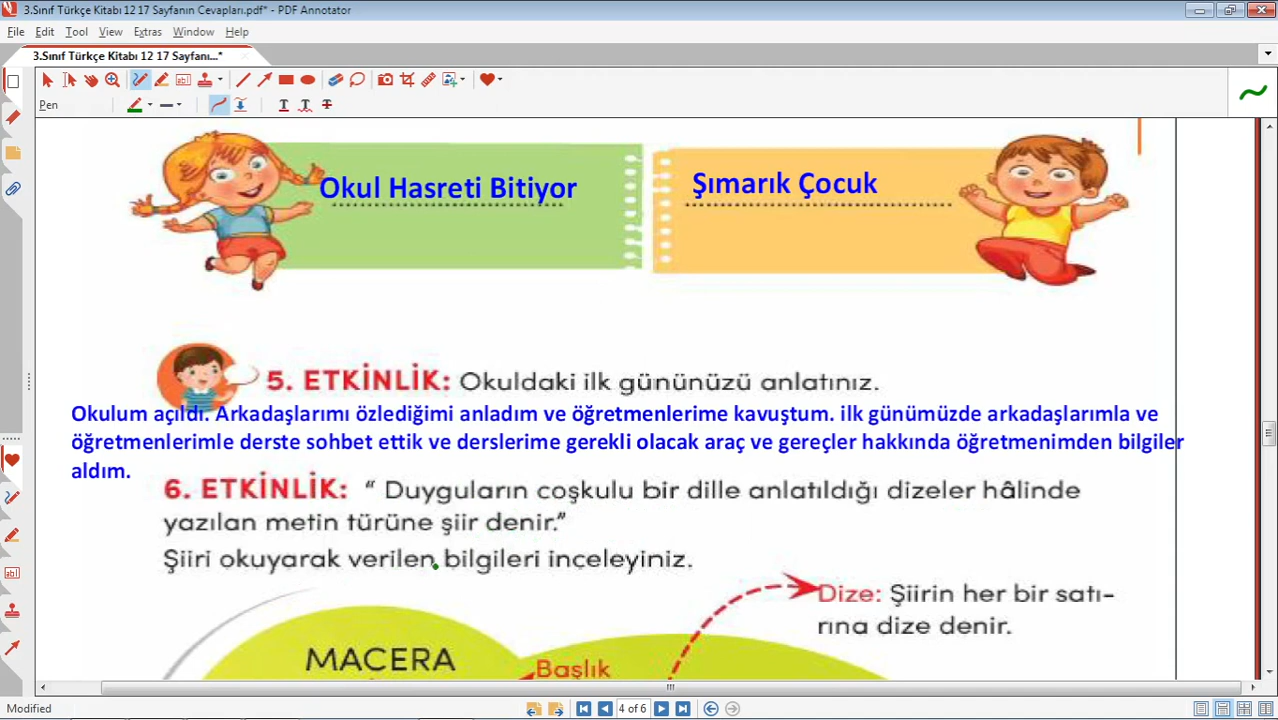 3.Sınıf Türkçe Kitabı 12 17 Sayfanın Cevapları.pdf* - PDF Annotator
File Edit Tool View Extras Window Help
3.Sınıf Türkçe Kitabı 12 17 Sayfanı...*
Pen
Okul Hasreti Bitiyor
Şımarık Çocuk
5. ETKİNLİK: Okuldaki ilk gününüzü anlatınız.
Okulum açıldı. Arkadaşlarımı özlediğimi anladım ve öğretmenlerime kavuştum. ilk günümüzde arkadaşlarımla ve
öğretmenlerimle derste sohbet ettik ve derslerime gerekli olacak araç ve gereçler hakkında öğretmenimden bilgiler
aldım.
6. ETKİNLİK: “ Duyguların coşkulu bir dille anlatıldığı dizeler hâlinde
yazılan metin türüne şiir denir.”
Şiiri okuyarak verilen bilgileri inceleyiniz.
Dize: Şiirin her bir satı-
rına dize denir.
MACERA
Başlık
Modified
4 of 6